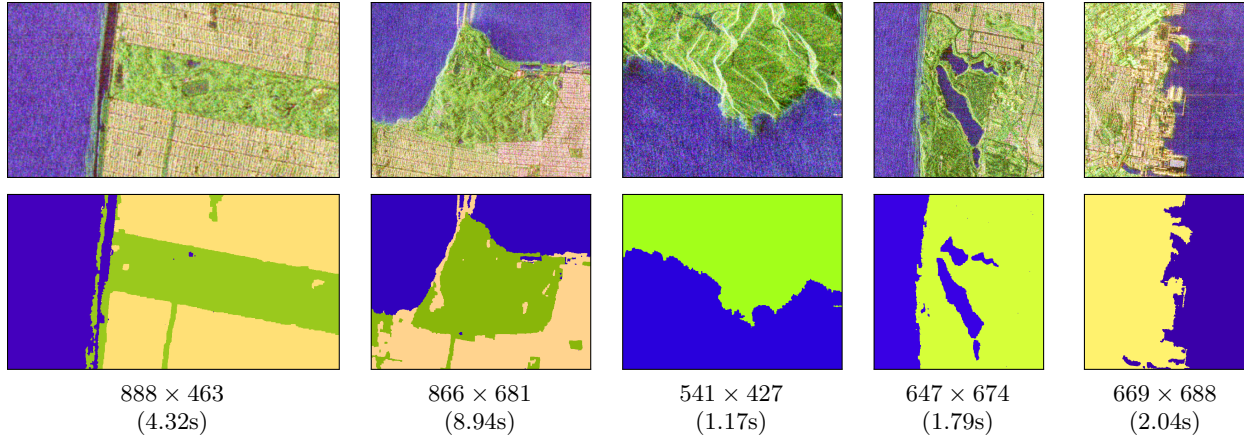 888 × 463
(4.32s)
866 × 681
(8.94s)
541 × 427
(1.17s)
647 × 674
(1.79s)
669 × 688
(2.04s)